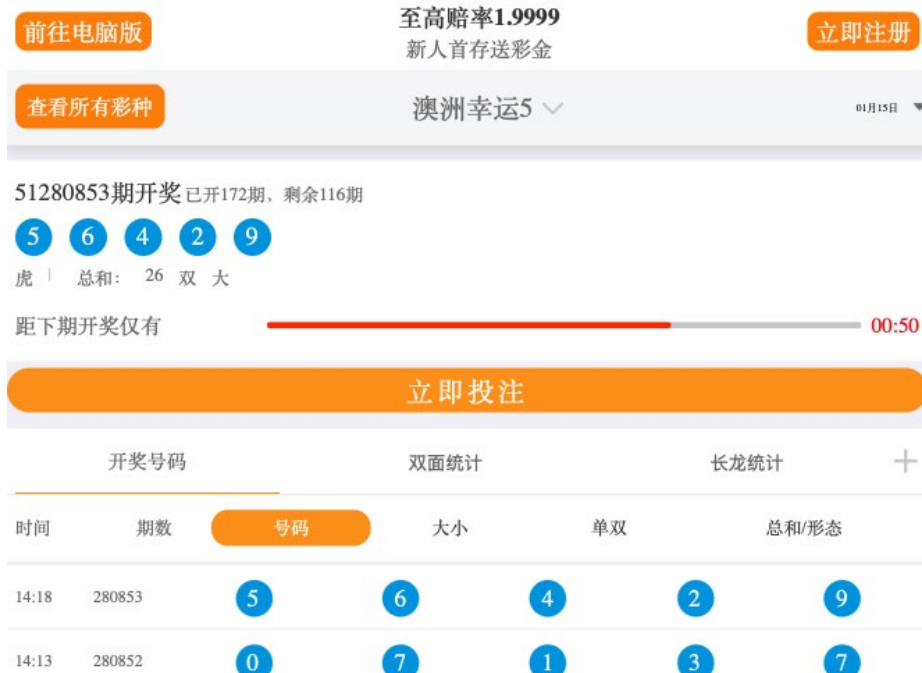 前往电脑版 至高赔率1.9999 立即注册
新人首存送彩金
查看所有彩种 澳洲幸运5 01月15日
51280853期开奖 已开172期，剩余116期
5 6 4 2 9
虎 总和: 26 双 大
距下期开奖仅有 00:50
立即投注
开奖号码 双面统计 长龙统计 +
时间 期数 号码 大小 单双 总和/形态
14:18 280853 5 6 4 2 9
14:13 280852 0 7 1 3 7